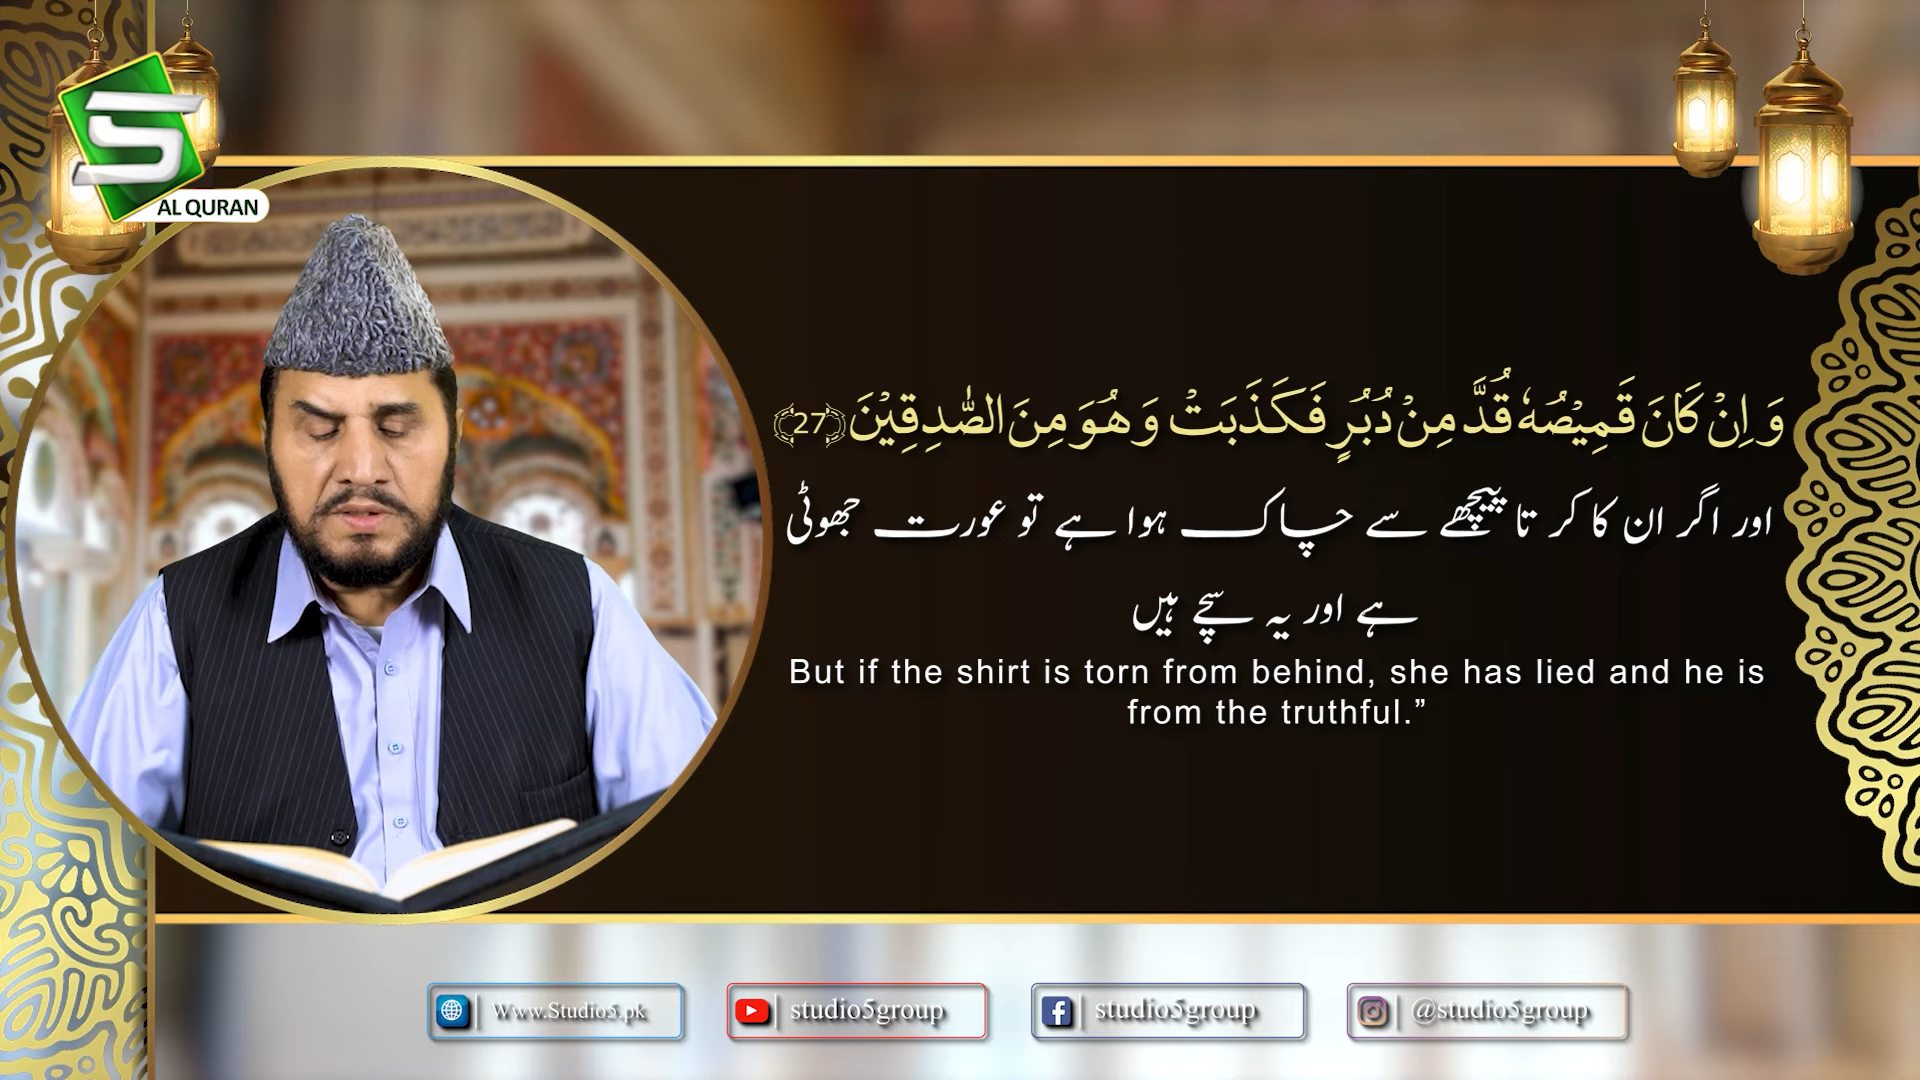 S
AL QURAN
وَ اِنْ كَانَ قَمِیْصُهٗ قُدَّ مِنْ دُبُرٍ فَكَذَبَتْ وَ هُوَ مِنَ الصّٰدِقِیْنَ ﴿27﴾
اور اگر ان کا کر تا پیچھے سے چاک ہوا ہے تو عورت جھوٹی
ہے اور یہ سچے ہیں
But if the shirt is torn from behind, she has lied and he is
from the truthful.”
Www.Studio5.pk
studio5group
studio5group
@studio5group